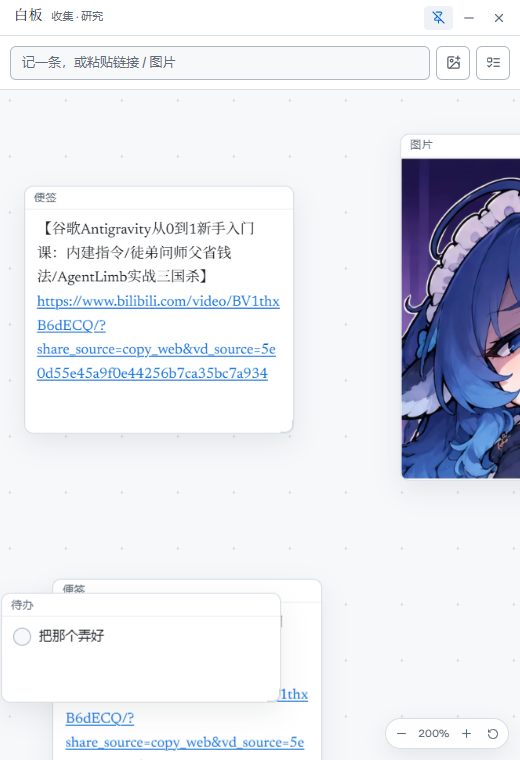 白板 收集·研究
记一条，或粘贴链接 / 图片
图片
便签
【谷歌Antigravity从0到1新手入门
课：内建指令/徒弟问师父省钱
法/AgentLimb实战三国杀】
https://www.bilibili.com/video/BV1thx
B6dECQ/?
share_source=copy_web&vd_source=5e
0d55e45a9f0e44256b7ca35bc7a934
便签
待办
把那个弄好
1thx
B6dECQ/?
share_source=copy_web&vd_source=5e
200%